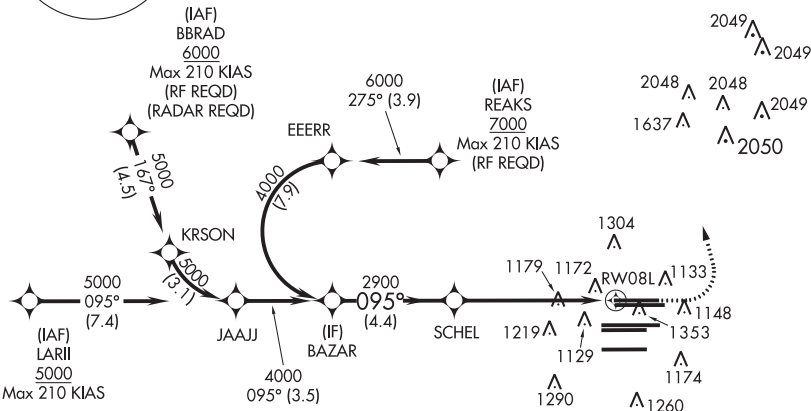 (IAF)
BBRAD
6000
Max 210 KIAS
(RF REQD)
(RADAR REQD)
5000
167°
(4.5)
KRSON
5000
(3.1)
5000
095°
(7.4)
(IAF)
LARII
5000
Max 210 KIAS
JAAJJ
4000
095° (3.5)
EEERR
4000
(7.9)
6000
275° (3.9)
(IAF)
REAKS
7000
Max 210 KIAS
(RF REQD)
2900
095°
(4.4)
(IF)
BAZAR
SCHEL
RW08L
2049
2049
2048
2048
2049
1637
2050
1304
1179
1172
1133
1148
1219
1129
1353
1174
1290
1260